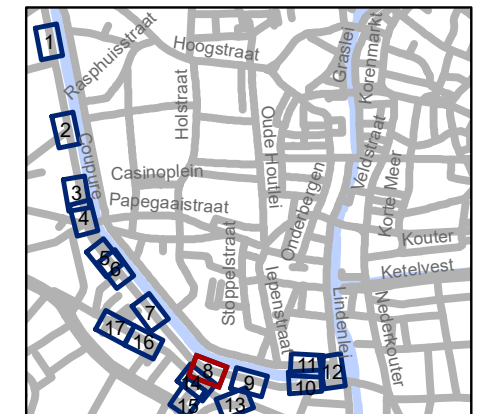 1
Rasphuisstraat
Hoogstraat
Graslei
Korenmarkt
2
Coupure
Holstraat
Oude Houtlei
Veldstraat
3
Casinoplein
Onderbergen
Korte Meer
4
Papegaaistraat
Kouter
5
6
Stoppelstraat
Iepenstraat
Ketelvest
7
Lindenlei
Nederkouter
17
16
8
11
12
14
9
10
15
13